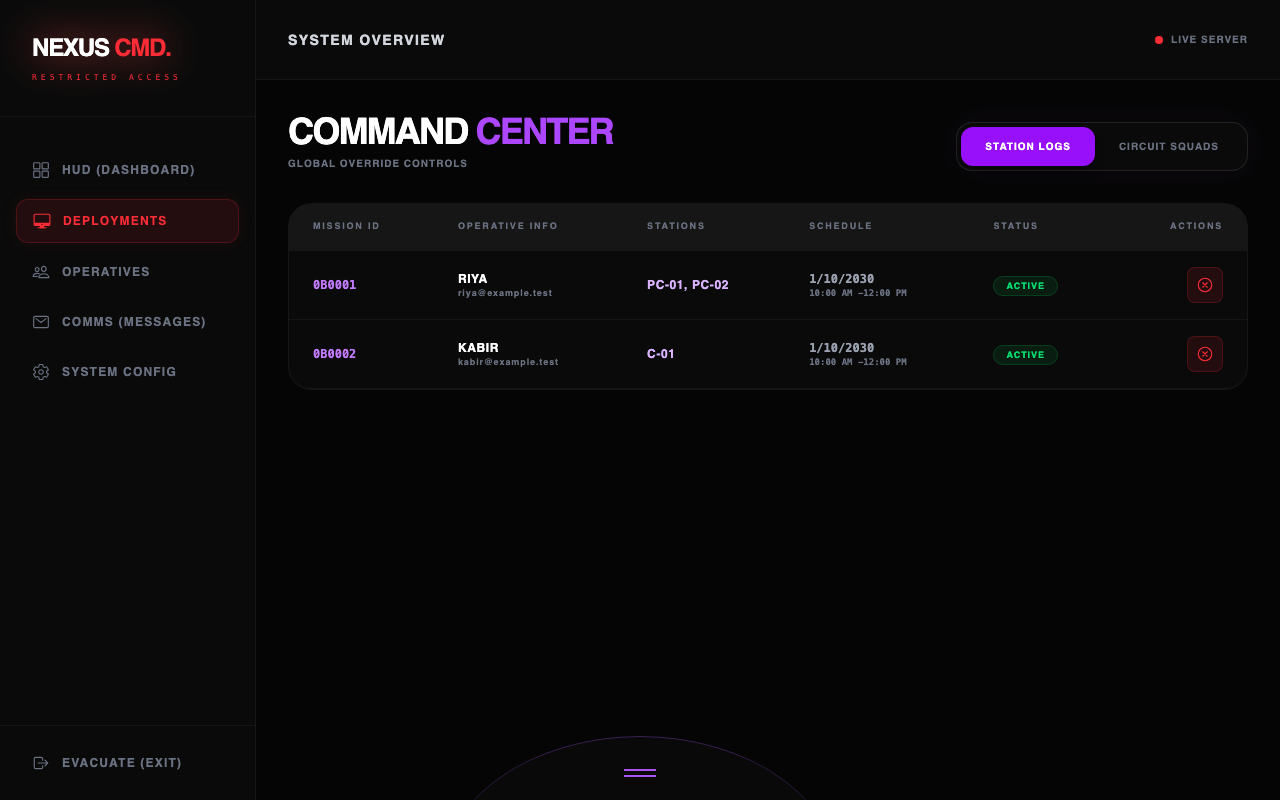 NEXUS CMD.
RESTRICTED ACCESS
HUD (DASHBOARD)
DEPLOYMENTS
OPERATIVES
COMMS (MESSAGES)
SYSTEM CONFIG
EVACUATE (EXIT)
SYSTEM OVERVIEW
LIVE SERVER
COMMAND CENTER
GLOBAL OVERRIDE CONTROLS
STATION LOGS
CIRCUIT SQUADS
MISSION ID OPERATIVE INFO STATIONS SCHEDULE STATUS ACTIONS
0B0001 RIYA PC-01, PC-02 1/10/2030 ACTIVE
riya@example.test 10:00 AM –12:00 PM
0B0002 KABIR C-01 1/10/2030 ACTIVE
kabir@example.test 10:00 AM –12:00 PM